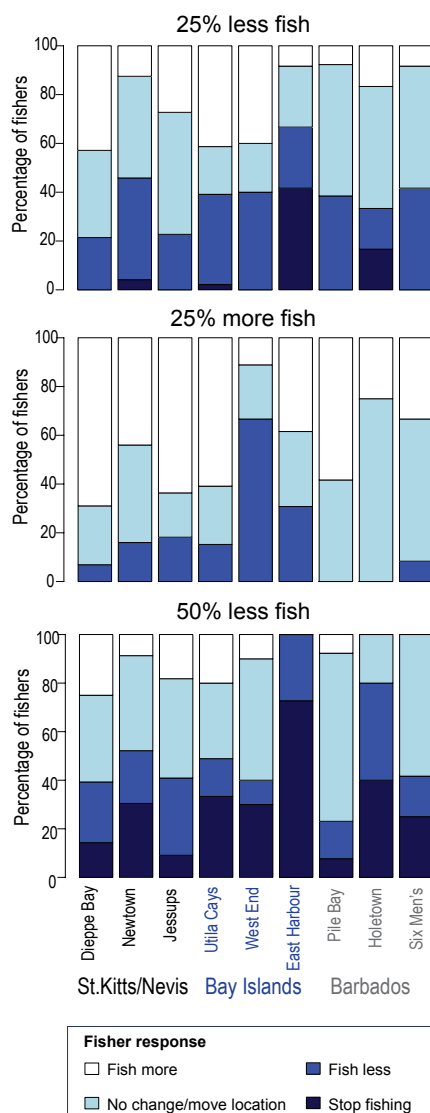 25% less fish
Percentage of fishers
100
80
60
40
20
0
25% more fish
Percentage of fishers
100
80
60
40
20
0
50% less fish
Percentage of fishers
100
80
60
40
20
0
Dieppe Bay
Newtown
Jessups
Utila Cays
West End
East Harbour
Pile Bay
Holetown
Six Men's
St.Kitts/Nevis Bay Islands Barbados
Fisher response
Fish more Fish less
No change/move location Stop fishing